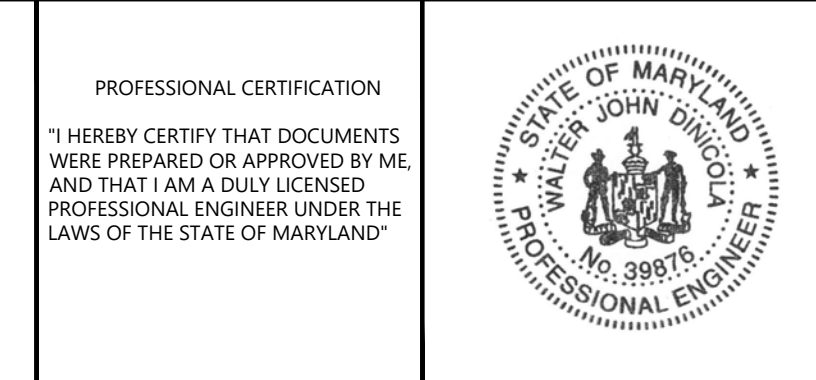 PROFESSIONAL CERTIFICATION
"I HEREBY CERTIFY THAT DOCUMENTS
WERE PREPARED OR APPROVED BY ME,
AND THAT I AM A DULY LICENSED
PROFESSIONAL ENGINEER UNDER THE
LAWS OF THE STATE OF MARYLAND"
STATE OF MARYLAND
WALTER JOHN DINICOLA
No. 39876
PROFESSIONAL ENGINEER